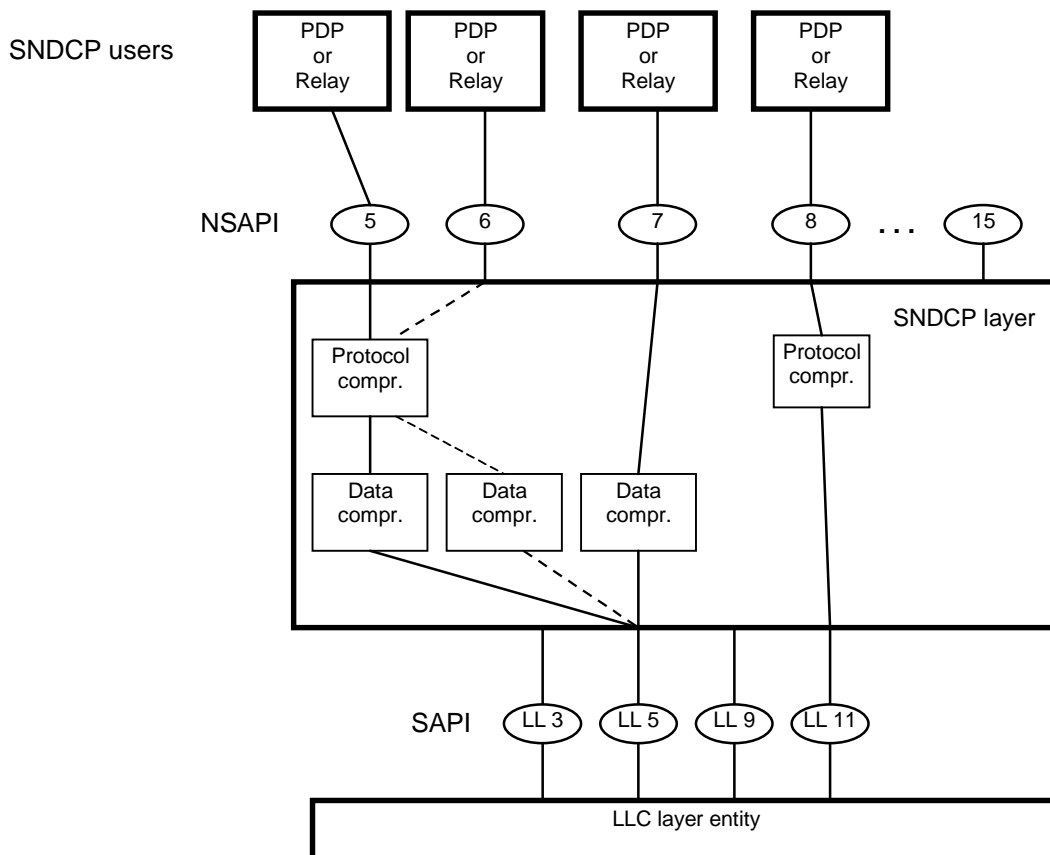 SNDCP users
PDP
or
Relay
PDP
or
Relay
PDP
or
Relay
PDP
or
Relay
NSAPI
5
6
7
8
...
15
SNDCP layer
Protocol
compr.
Protocol
compr.
Data
compr.
Data
compr.
Data
compr.
SAPI
LL 3
LL 5
LL 9
LL 11
LLC layer entity